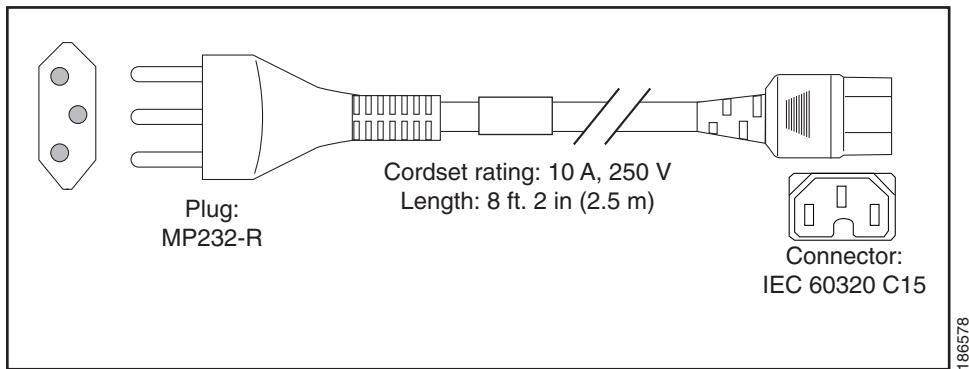 Cordset rating: 10 A, 250 V
Length: 8 ft. 2 in (2.5 m)
Plug:
MP232-R
Connector:
IEC 60320 C15
186578